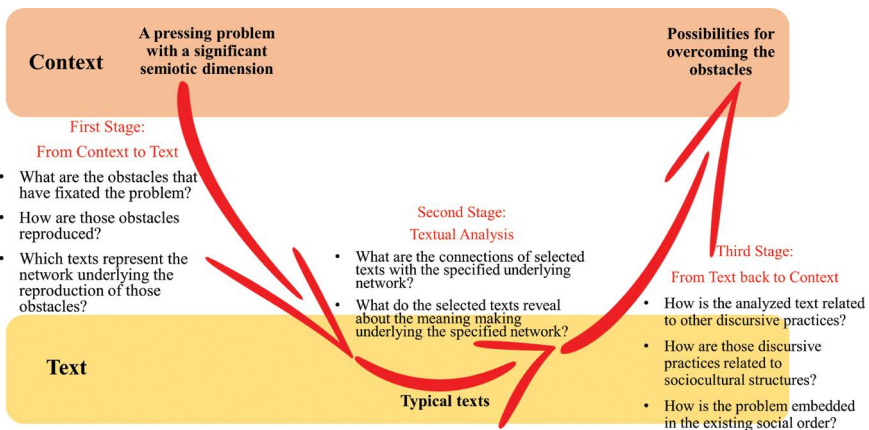 Context
A pressing problem
with a significant
semiotic dimension
Possibilities for
overcoming the
obstacles
First Stage:
From Context to Text
• What are the obstacles that
have fixated the problem?
• How are those obstacles
reproduced?
• Which texts represent the
network underlying the
reproduction of those
obstacles?
Second Stage:
Textual Analysis
• What are the connections of selected
texts with the specified underlying
network?
• What do the selected texts reveal
about the meaning making
underlying the specified network?
Third Stage:
From Text back to Context
• How is the analyzed text related
to other discursive practices?
• How are those discursive
practices related to
sociocultural structures?
• How is the problem embedded
in the existing social order?
Text
Typical texts